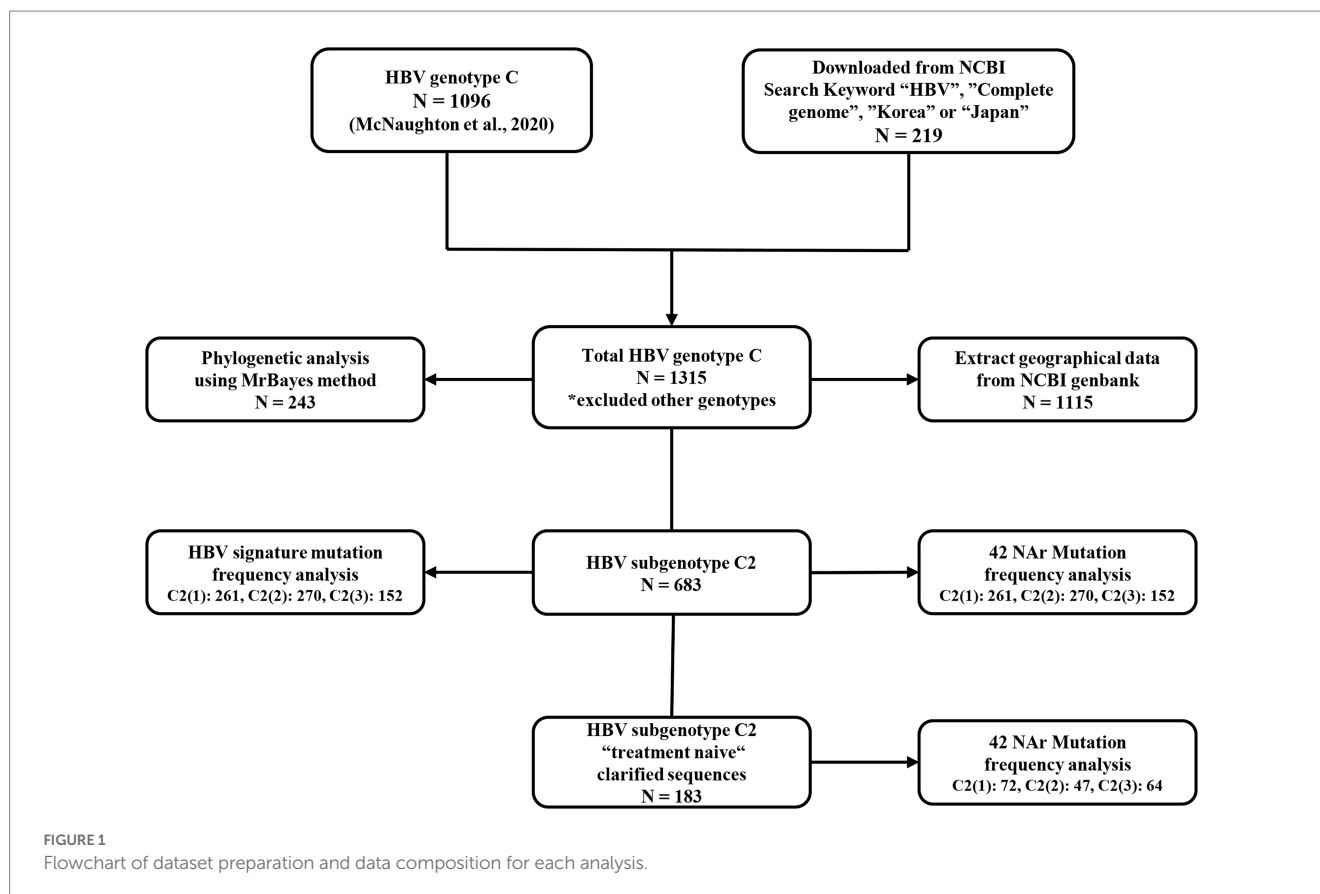 HBV genotype C
N = 1096
(McNaughton et al., 2020)
Downloaded from NCBI
Search Keyword “HBV”, ”Complete
genome”, ”Korea” or “Japan”
N = 219
Phylogenetic analysis
using MrBayes method
N = 243
Total HBV genotype C
N = 1315
*excluded other genotypes
Extract geographical data
from NCBI genbank
N = 1115
HBV signature mutation
frequency analysis
C2(1): 261, C2(2): 270, C2(3): 152
HBV subgenotype C2
N = 683
42 NAr Mutation
frequency analysis
C2(1): 261, C2(2): 270, C2(3): 152
HBV subgenotype C2
“treatment naive“
clarified sequences
N = 183
42 NAr Mutation
frequency analysis
C2(1): 72, C2(2): 47, C2(3): 64
FIGURE 1
Flowchart of dataset preparation and data composition for each analysis.